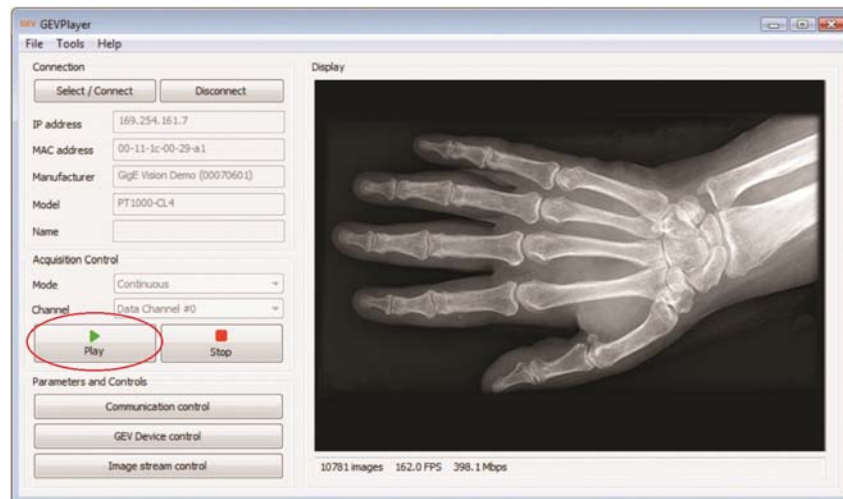 GEV GEVPlayer
File Tools Help
Connection
Select / Connect Disconnect
IP address 169.254.161.7
MAC address 00-11-1c-00-29-a1
Manufacturer GigE Vision Demo (00070601)
Model PT1000-CL4
Name
Acquisition Control
Mode Continuous
Channel Data Channel #0
Play Stop
Parameters and Controls
Communication control
GEV Device control
Image stream control
Display
10781 images 162.0 FPS 398.1 Mbps